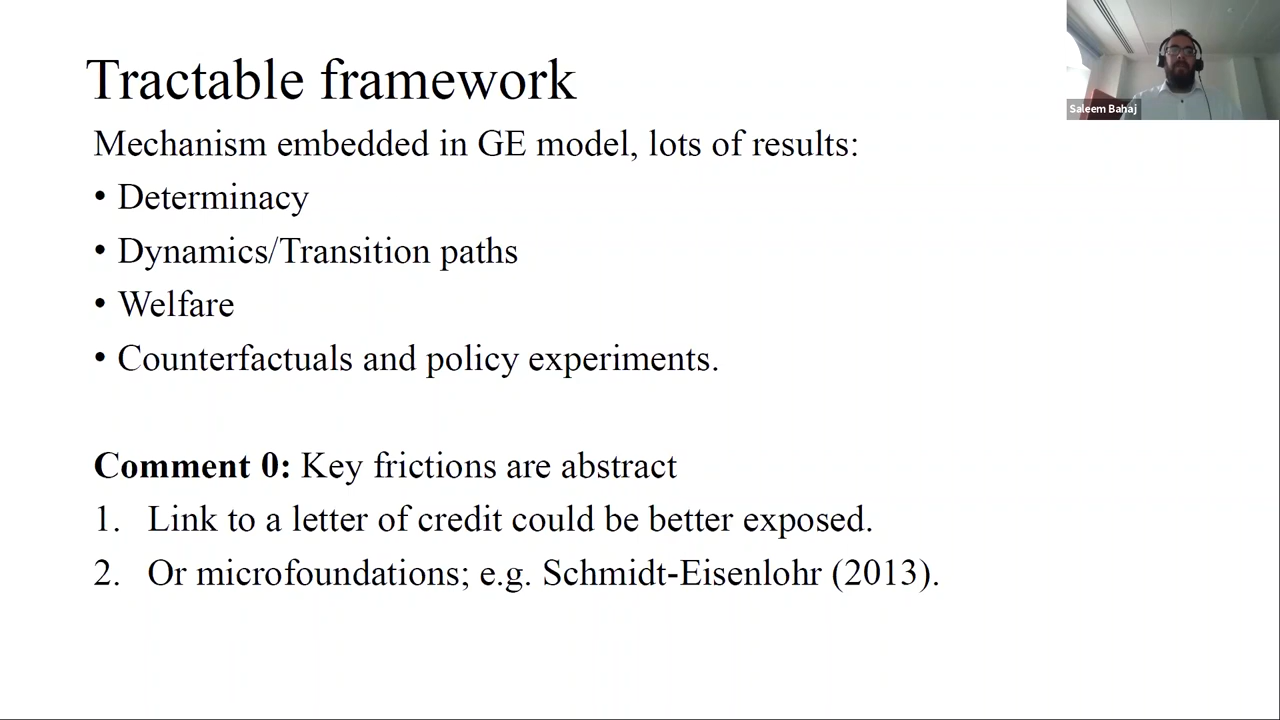 Tractable framework
Saleem Bahaj
Mechanism embedded in GE model, lots of results:
• Determinacy
• Dynamics/Transition paths
• Welfare
• Counterfactuals and policy experiments.
Comment 0: Key frictions are abstract
1. Link to a letter of credit could be better exposed.
2. Or microfoundations; e.g. Schmidt-Eisenlohr (2013).